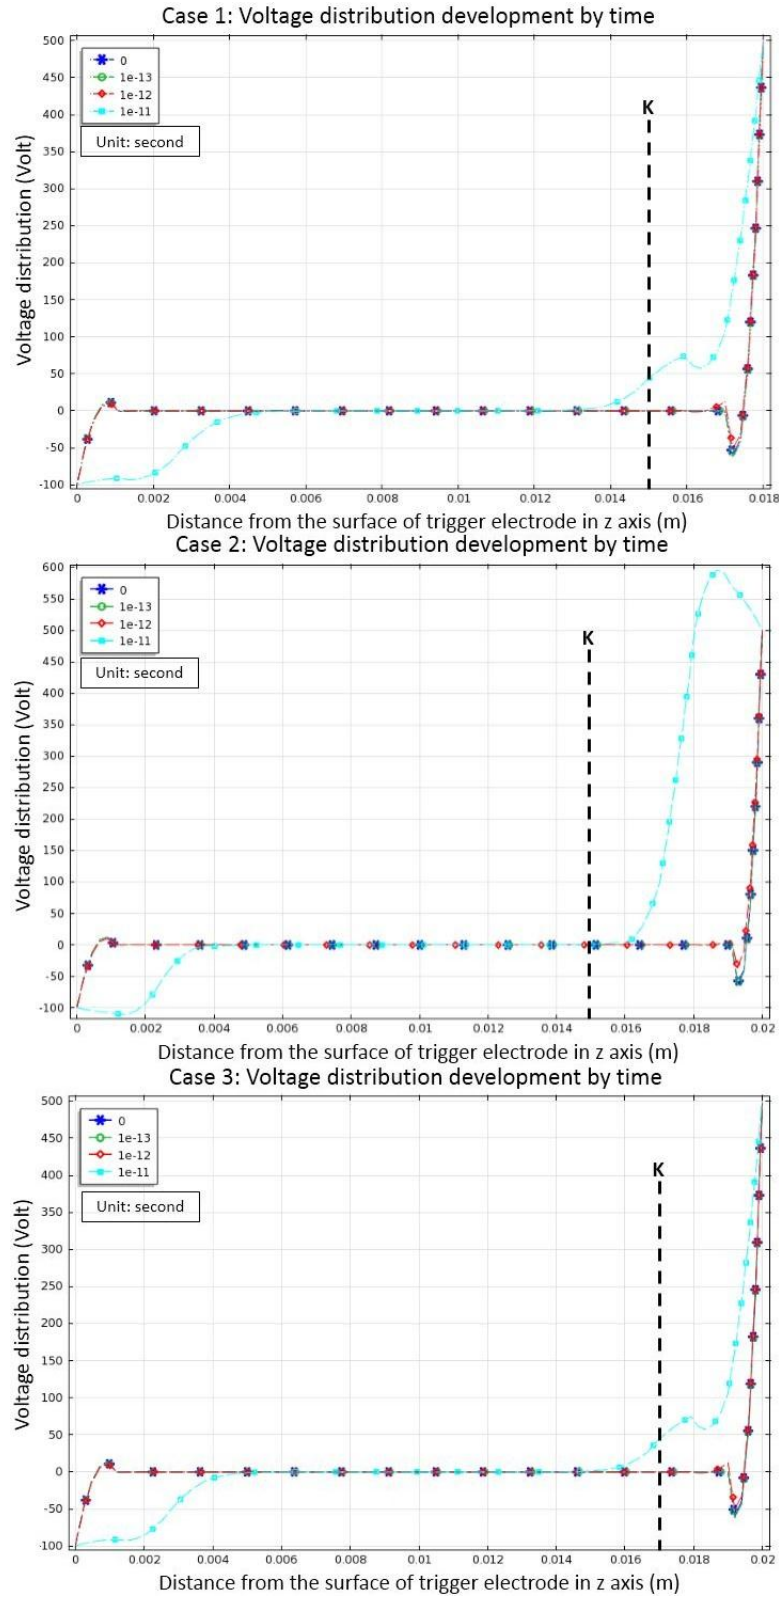 Case 1: Voltage distribution development by time
500
450
400
350
300
250
200
150
100
50
0
-50
-100
0
1e-13
1e-12
1e-11
Unit: second
K
Voltage distribution (Volt)
0 0.002 0.004 0.006 0.008 0.01 0.012 0.014 0.016 0.018
Distance from the surface of trigger electrode in z axis (m)
Case 2: Voltage distribution development by time
600
550
500
450
400
350
300
250
200
150
100
50
0
-50
-100
0
1e-13
1e-12
1e-11
Unit: second
K
Voltage distribution (Volt)
0 0.002 0.004 0.006 0.008 0.01 0.012 0.014 0.016 0.018 0.02
Distance from the surface of trigger electrode in z axis (m)
Case 3: Voltage distribution development by time
500
450
400
350
300
250
200
150
100
50
0
-50
-100
0
1e-13
1e-12
1e-11
Unit: second
K
Voltage distribution (Volt)
0 0.002 0.004 0.006 0.008 0.01 0.012 0.014 0.016 0.018 0.02
Distance from the surface of trigger electrode in z axis (m)